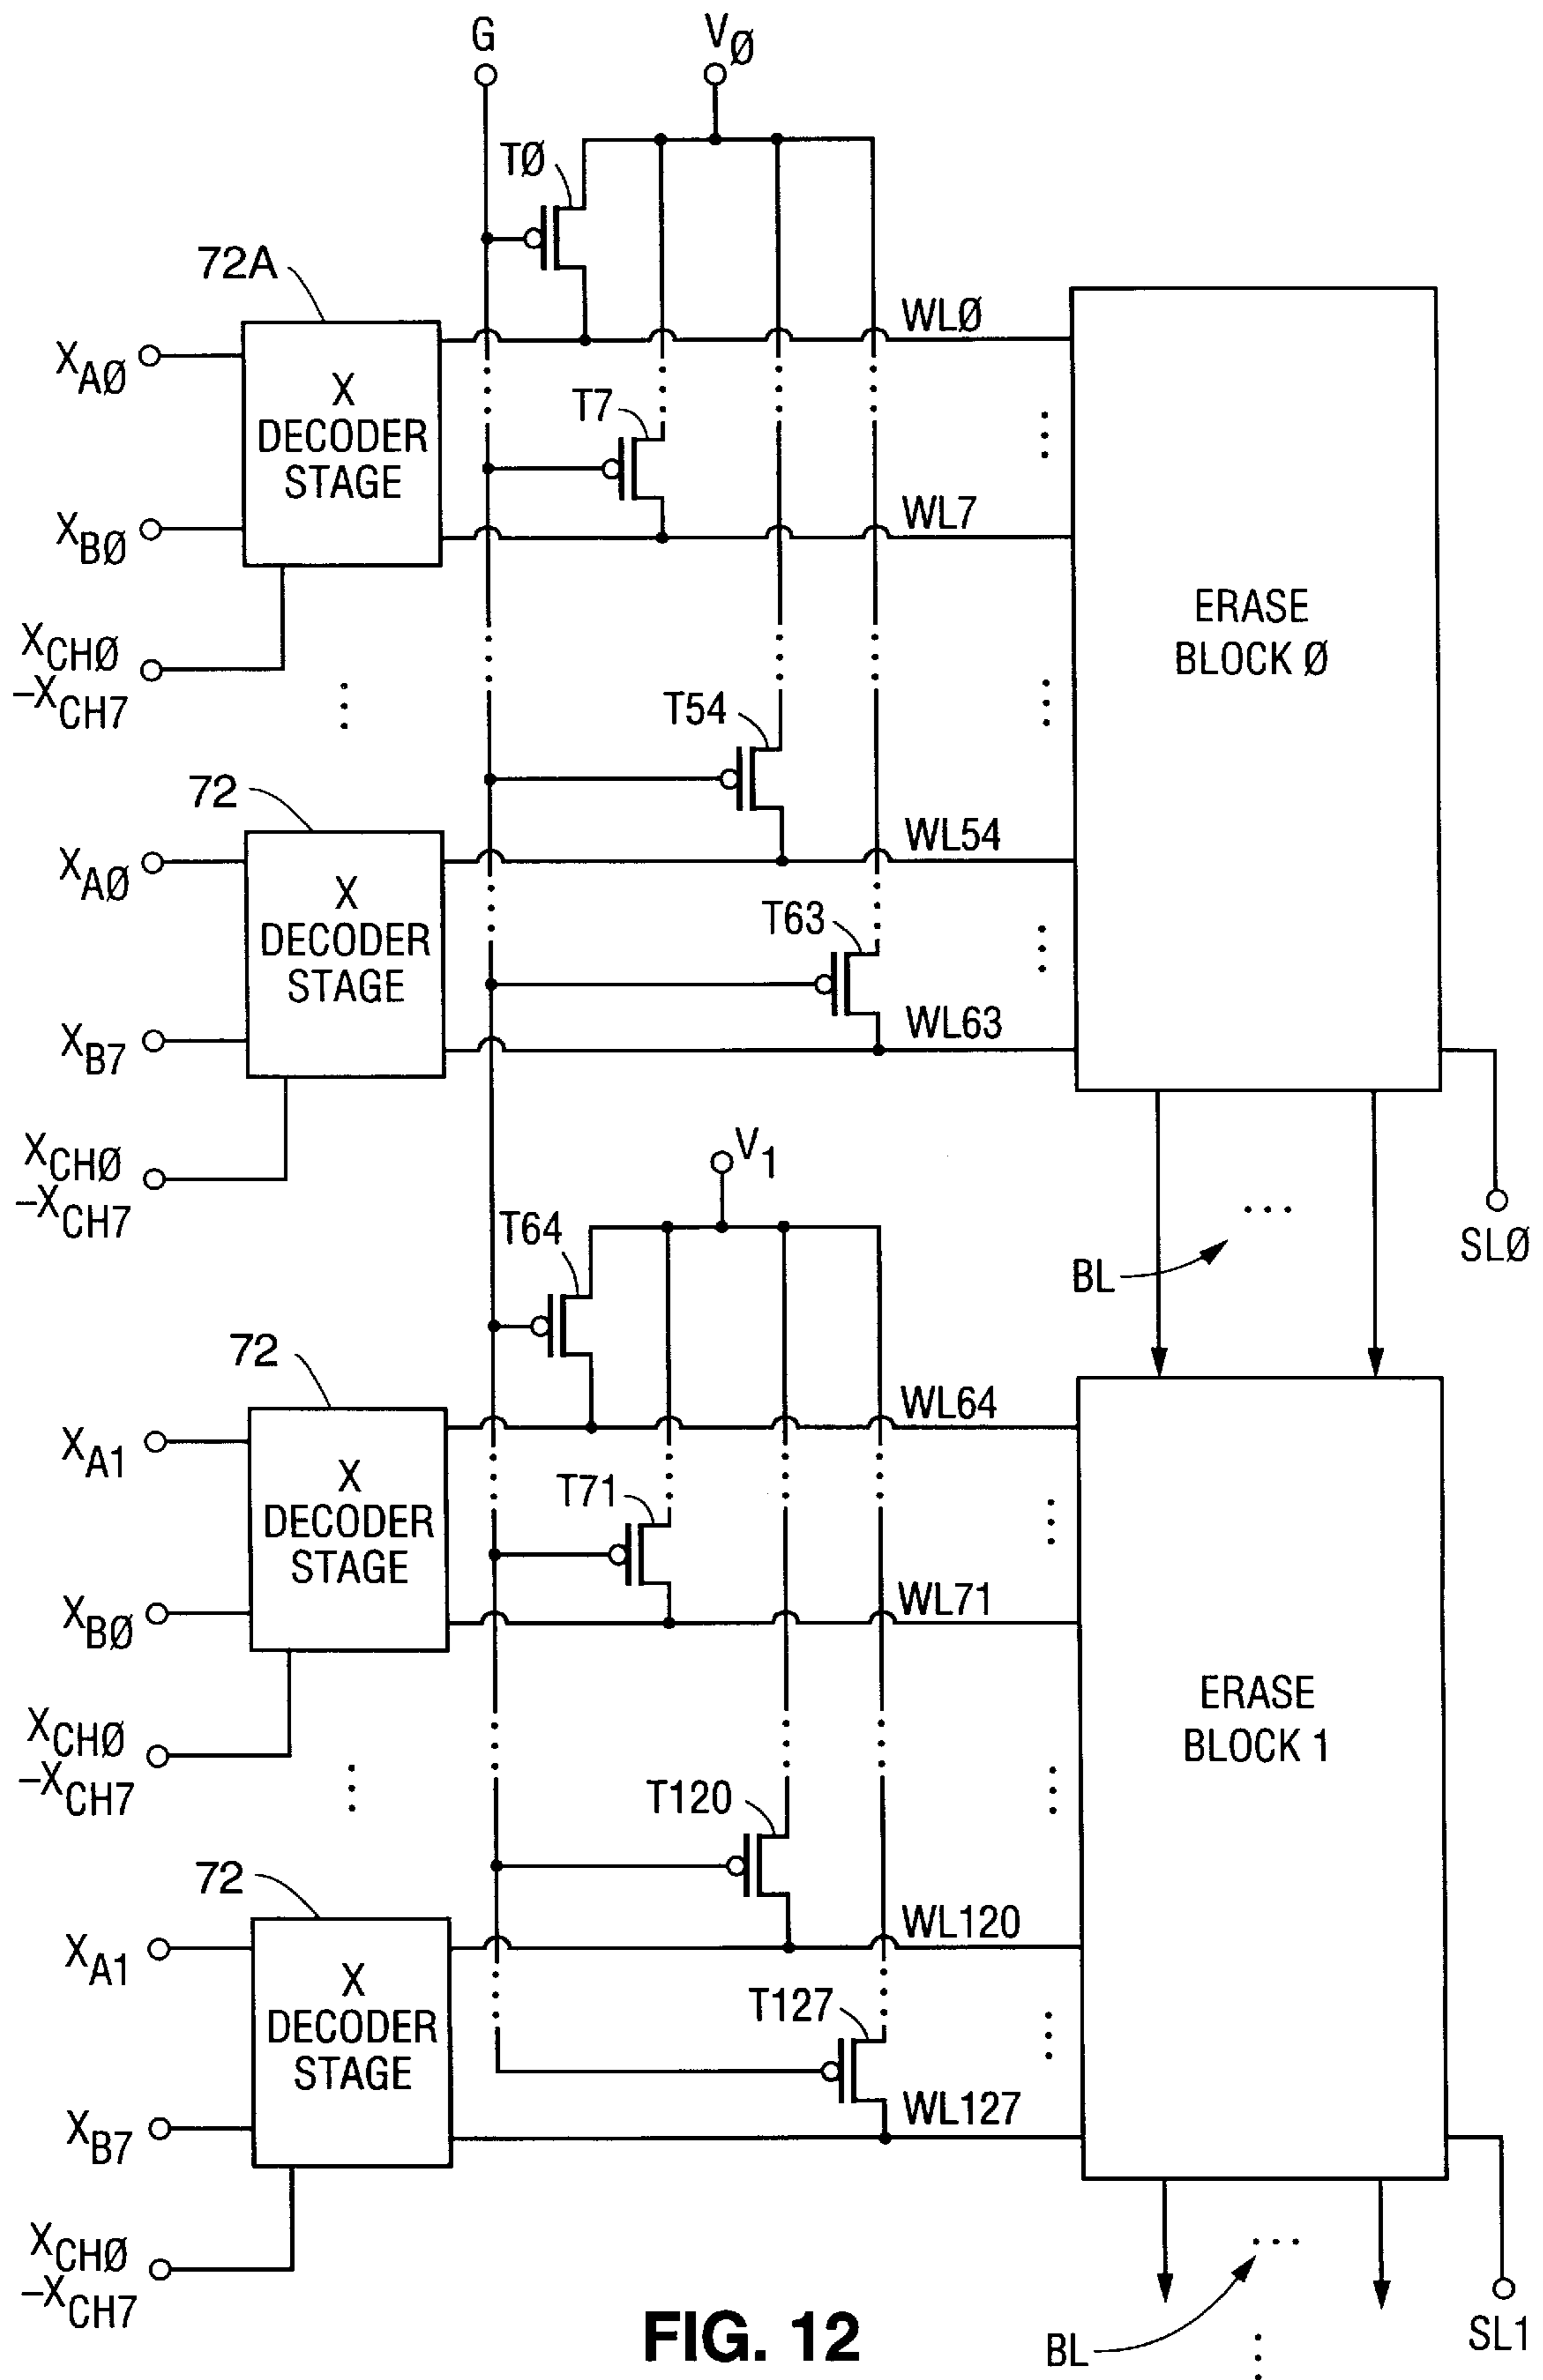 G
VØ
TØ
72A
WLØ
XAØ
X
DECODER
STAGE
T7
XBØ
WL7
ERASE
BLOCK Ø
XCHØ
–XCH7
T54
72
WL54
XAØ
X
DECODER
STAGE
T63
XB7
WL63
XCHØ
–XCH7
V1
T64
SLØ
BL
72
WL64
XA1
X
DECODER
STAGE
T71
XBØ
WL71
ERASE
BLOCK 1
XCHØ
–XCH7
T120
72
WL120
XA1
X
DECODER
STAGE
T127
XB7
WL127
XCHØ
–XCH7
SL1
BL
FIG. 12